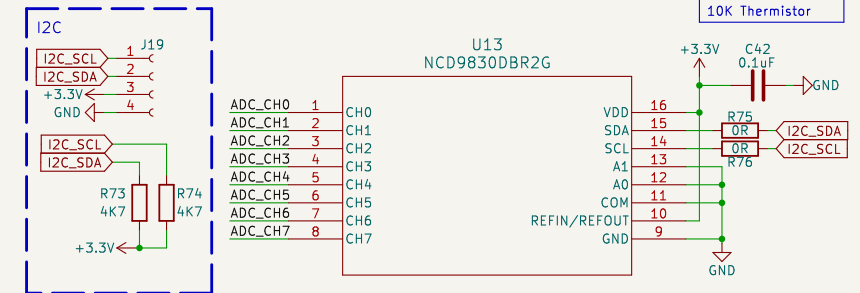 10K Thermistor
I2C
J19
I2C_SCL 1
I2C_SDA 2
+3.3V 3
GND 4
I2C_SCL
I2C_SDA
R73 R74
4K7 4K7
+3.3V
U13
NCD9830DBR2G
ADC_CH0 1 CH0
ADC_CH1 2 CH1
ADC_CH2 3 CH2
ADC_CH3 4 CH3
ADC_CH4 5 CH4
ADC_CH5 6 CH5
ADC_CH6 7 CH6
ADC_CH7 8 CH7
VDD 16
SDA 15
SCL 14
A1 13
A0 12
COM 11
REFIN/REFOUT 10
GND 9
+3.3V
C42
0.1uF
GND
R75
0R I2C_SDA
0R I2C_SCL
R76
GND